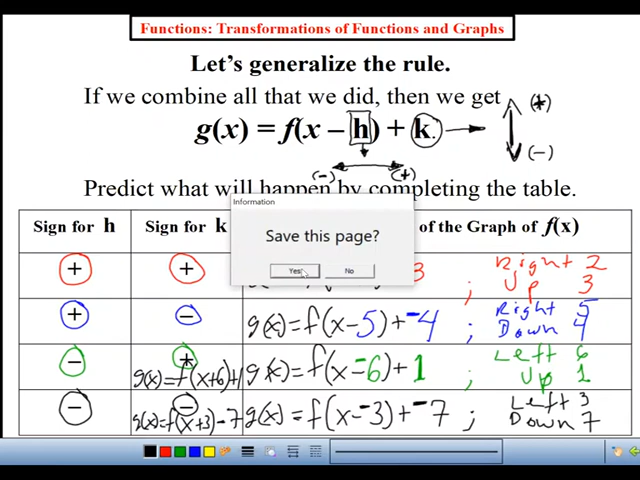 Functions: Transformations of Functions and Graphs
Let's generalize the rule.
If we combine all that we did, then we get
g(x) = f(x – h) + k.
(+)
(–)
(–) (+)
Predict what will happen by completing the table.
Sign for h Sign for k of the Graph of f(x)
Information
Save this page?
Yes No
+ + 3 Right 2
; Up 3
+ – g(x)=f(x-5)+-4 ; Right 5
Down 4
– + g(x)=f(x--6)+1 ; Left 6
g(x)=f(x+6)+1 Up 1
– – g(x)=f(x--3)+-7 ; Left 3
g(x)=f(x+3)-7 Down 7